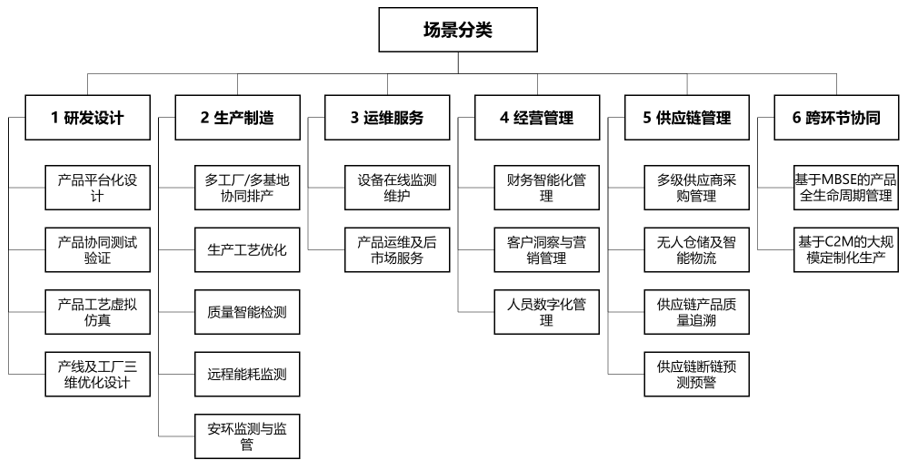 场景分类
1 研发设计
2 生产制造
3 运维服务
4 经营管理
5 供应链管理
6 跨环节协同
产品平台化设
计
产品协同测试
验证
产品工艺虚拟
仿真
产线及工厂三
维优化设计
多工厂/多基地
协同排产
生产工艺优化
质量智能检测
远程能耗监测
安环监测与监
管
设备在线监测
维护
产品运维及后
市场服务
财务智能化管
理
客户洞察与营
销管理
人员数字化管
理
多级供应商采
购管理
无人仓储及智
能物流
供应链产品质
量追溯
供应链断链预
测预警
基于MBSE的产品
全生命周期管理
基于C2M的大规
模定制化生产